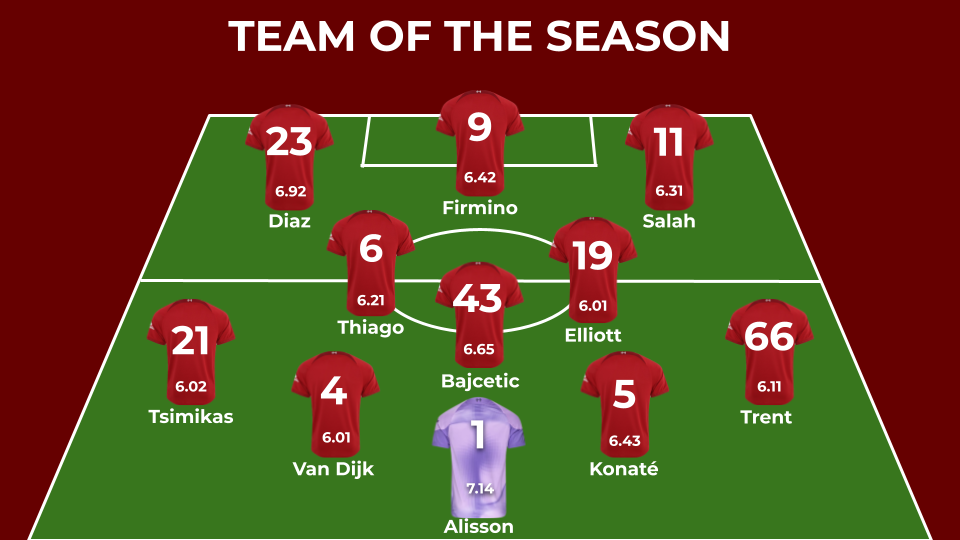 TEAM OF THE SEASON
23
6.92
Diaz
9
6.42
Firmino
11
6.31
Salah
6
6.21
Thiago
43
6.65
Bajcetic
19
6.01
Elliott
21
6.02
Tsimikas
4
6.01
Van Dijk
1
7.14
Alisson
5
6.43
Konaté
66
6.11
Trent